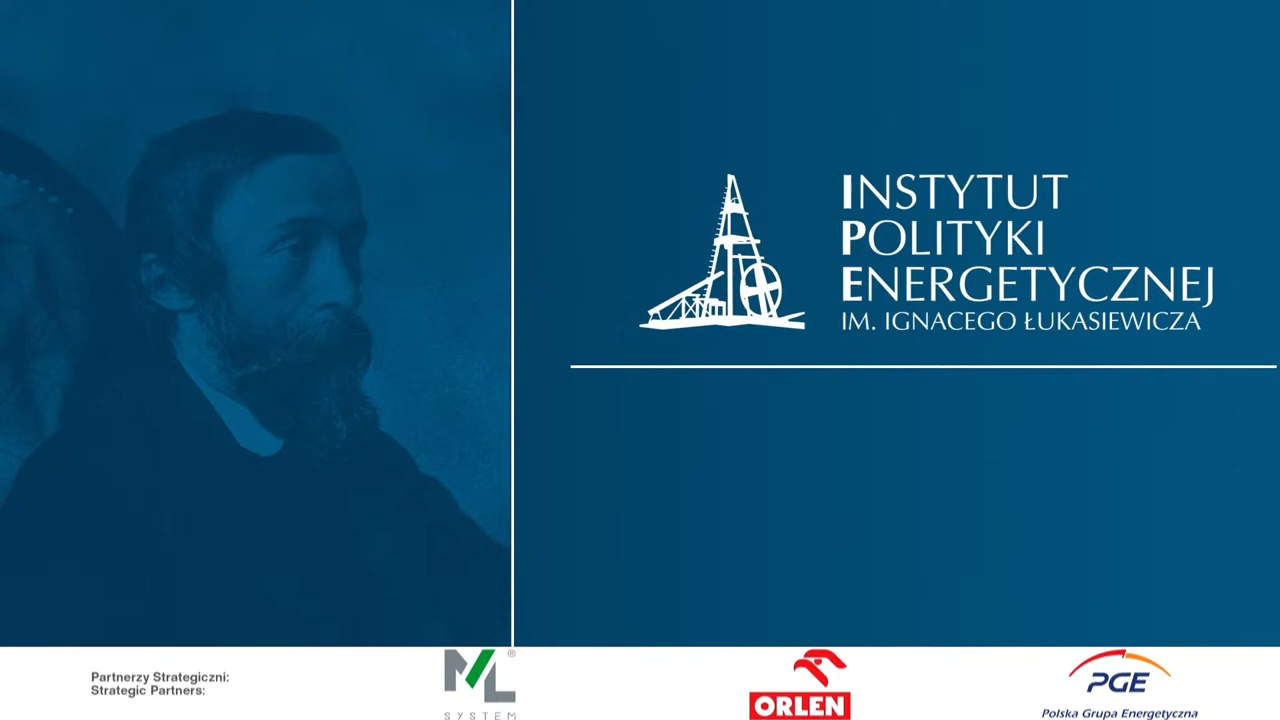 INSTYTUT
POLITYKI
ENERGETYCZNEJ
IM. IGNACEGO ŁUKASIEWICZA
Partnerzy Strategiczni:
Strategic Partners:
ML ®
SYSTEM
ORLEN
PGE
Polska Grupa Energetyczna